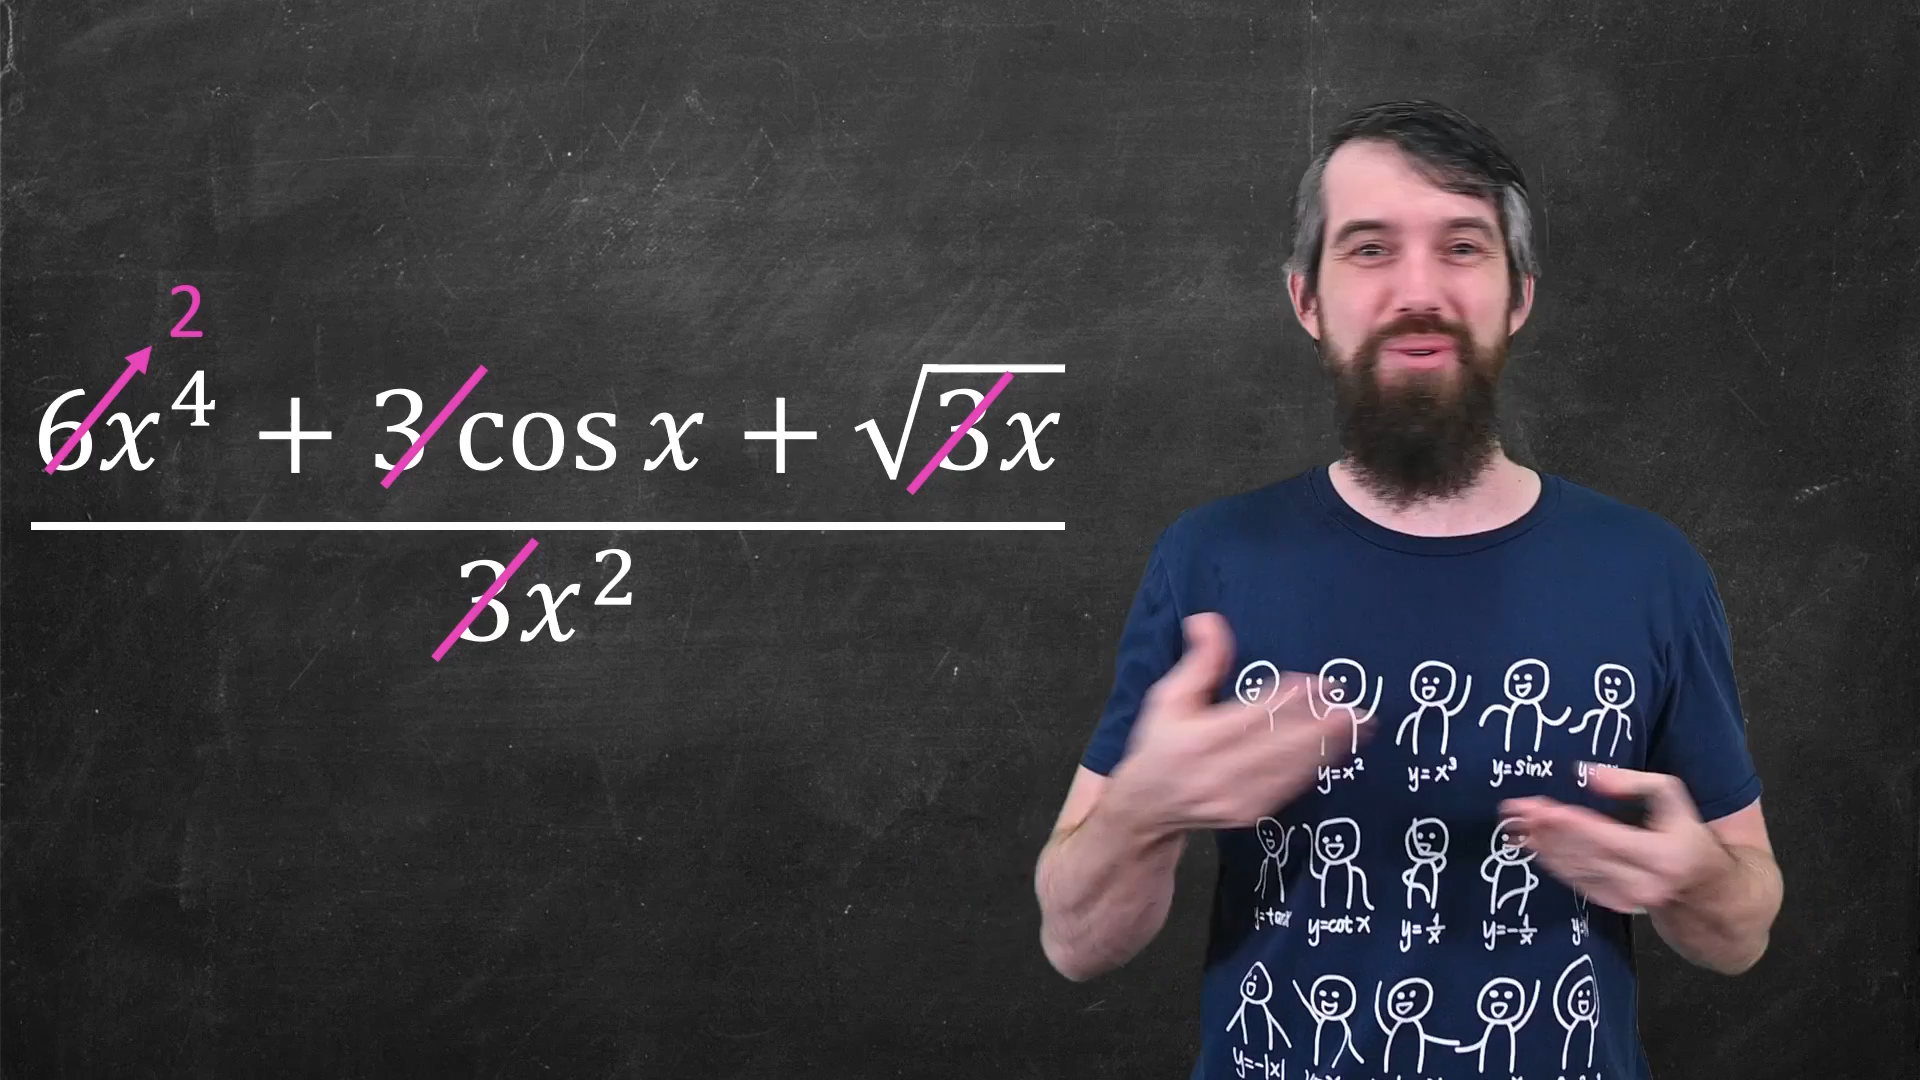 2
6x⁴ + 3 cos x + √3x
3x²
y=x² y=x³ y=sinx
y=cot x y=1/x y=-1/x
y=-|x|